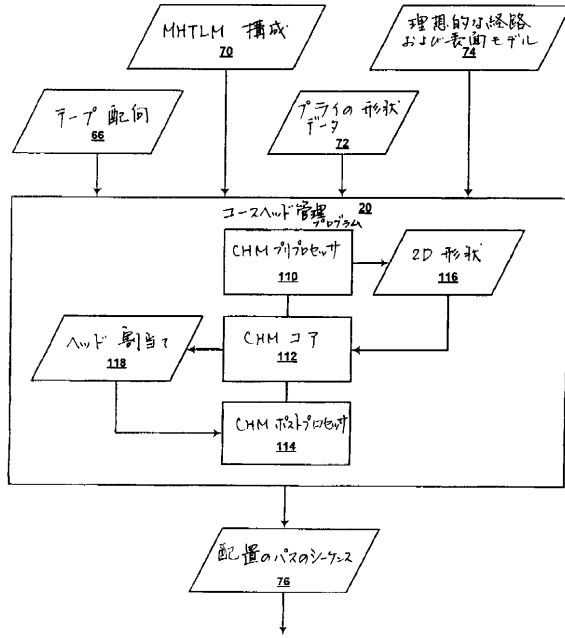 MHTLM 構成
70
理想的な経路
および表面モデル
74
テープ 配向
66
プライの 形状
データ
72
コースヘッド管理 20
プログラム
CHM プリプロセッサ
110
2D 形状
116
ヘッド 割当て
118
CHM コア
112
CHM ポストプロセッサ
114
配置のパスのシーケンス
76